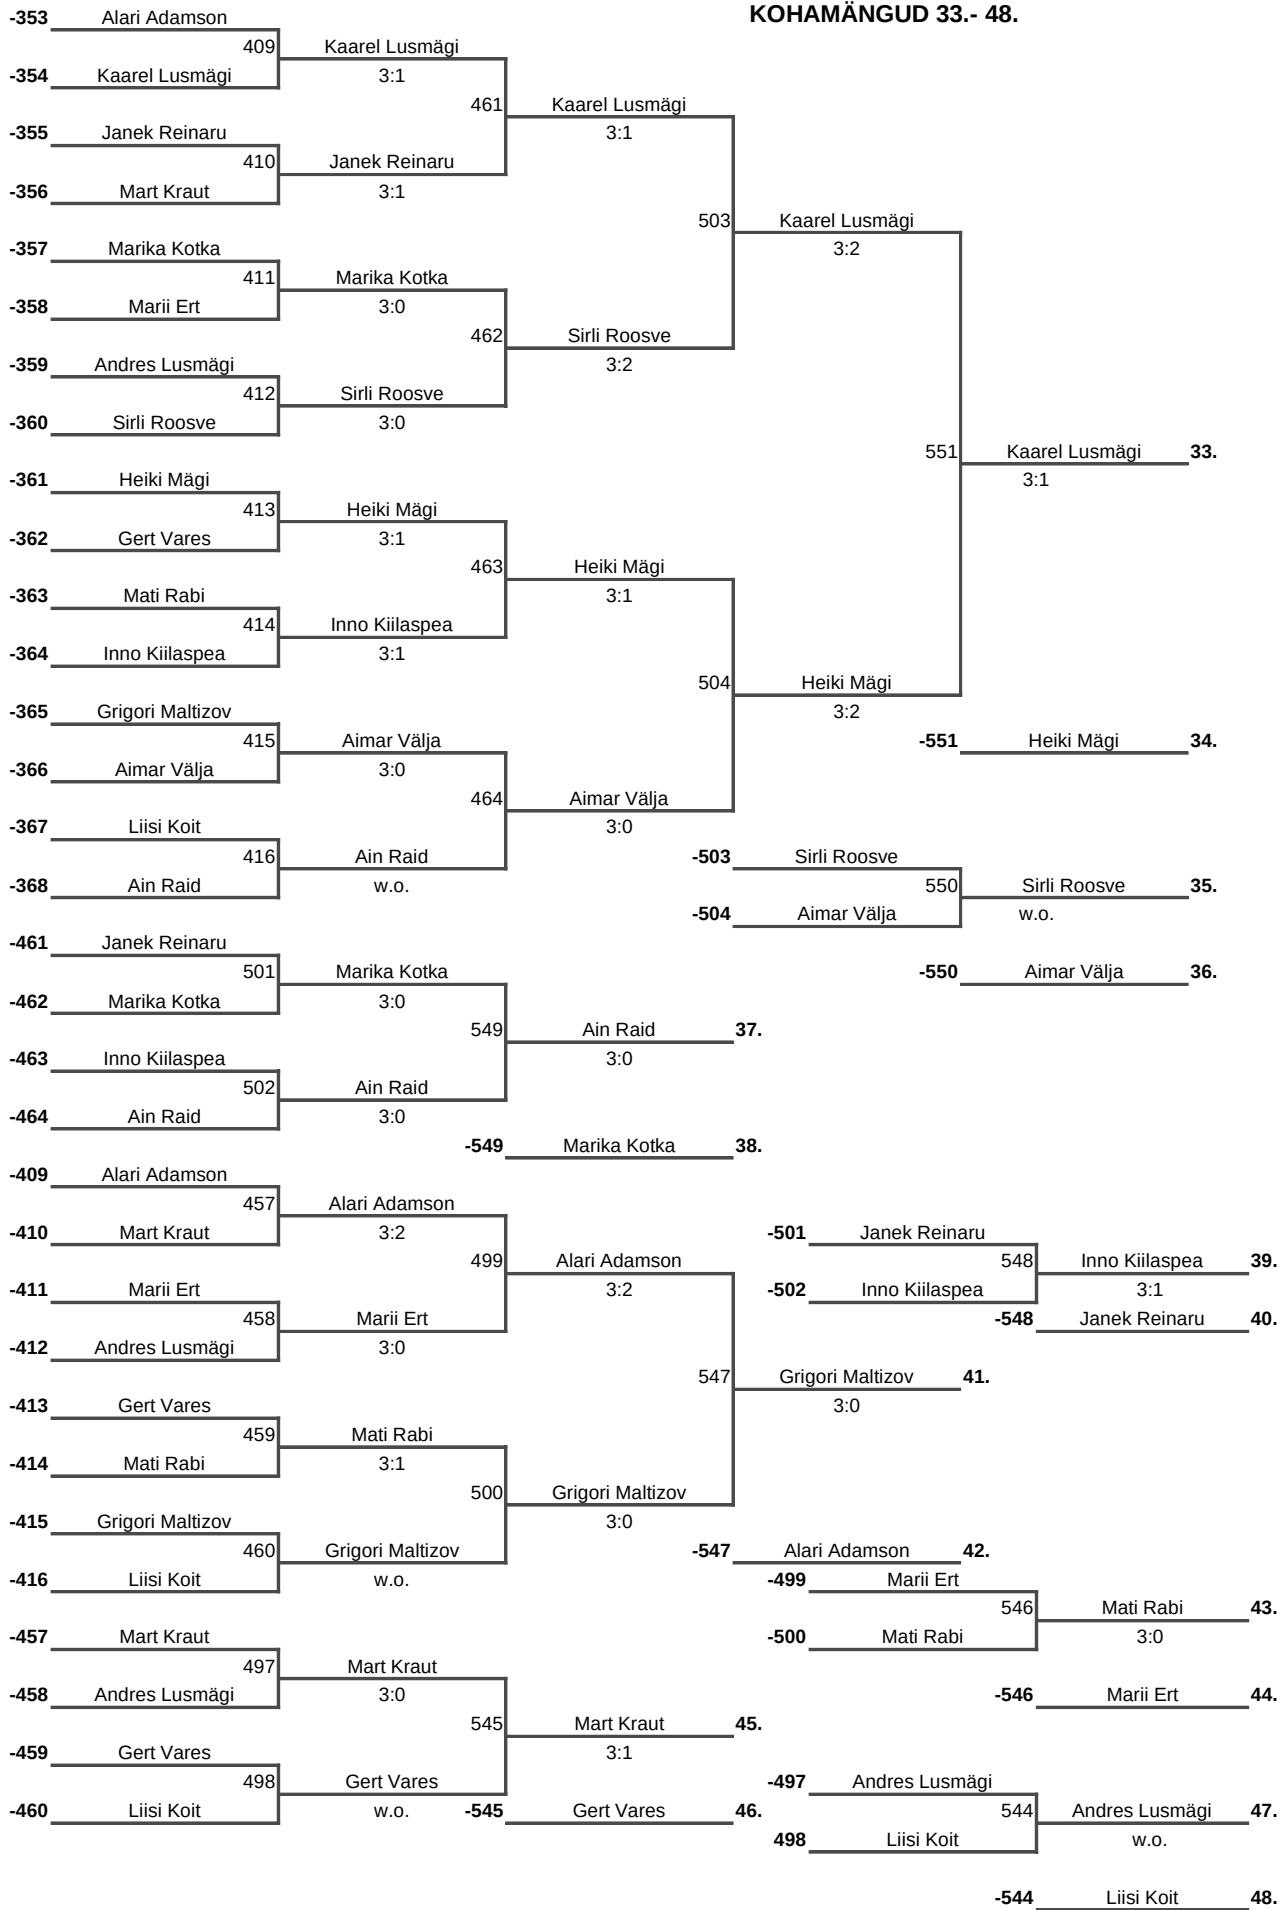 KOHAMÄNGUD 33.- 48.
-353 Alari Adamson
409 Kaarel Lusmägi
-354 Kaarel Lusmägi 3:1
461 Kaarel Lusmägi
-355 Janek Reinaru 3:1
410 Janek Reinaru
-356 Mart Kraut 3:1
503 Kaarel Lusmägi
-357 Marika Kotka 3:2
411 Marika Kotka
-358 Marii Ert 3:0
462 Sirli Roosve
-359 Andres Lusmägi 3:2
412 Sirli Roosve
-360 Sirli Roosve 3:0
551 Kaarel Lusmägi 33.
-361 Heiki Mägi 3:1
413 Heiki Mägi
-362 Gert Vares 3:1
463 Heiki Mägi
-363 Mati Rabi 3:1
414 Inno Kiilaspea
-364 Inno Kiilaspea 3:1
504 Heiki Mägi
-365 Grigori Maltizov 3:2
415 Aimar Välja -551 Heiki Mägi 34.
-366 Aimar Välja 3:0
464 Aimar Välja
-367 Liisi Koit 3:0
416 Ain Raid -503 Sirli Roosve
-368 Ain Raid w.o. 550 Sirli Roosve 35.
-504 Aimar Välja w.o.
-461 Janek Reinaru
501 Marika Kotka -550 Aimar Välja 36.
-462 Marika Kotka 3:0
549 Ain Raid 37.
-463 Inno Kiilaspea 3:0
502 Ain Raid
-464 Ain Raid 3:0
-549 Marika Kotka 38.
-409 Alari Adamson
457 Alari Adamson
-410 Mart Kraut 3:2 -501 Janek Reinaru
499 Alari Adamson 548 Inno Kiilaspea 39.
-411 Marii Ert 3:2 -502 Inno Kiilaspea 3:1
458 Marii Ert -548 Janek Reinaru 40.
-412 Andres Lusmägi 3:0
547 Grigori Maltizov 41.
-413 Gert Vares 3:0
459 Mati Rabi
-414 Mati Rabi 3:1
500 Grigori Maltizov
-415 Grigori Maltizov 3:0
460 Grigori Maltizov -547 Alari Adamson 42.
-416 Liisi Koit w.o. -499 Marii Ert
546 Mati Rabi 43.
-457 Mart Kraut -500 Mati Rabi 3:0
497 Mart Kraut
-458 Andres Lusmägi 3:0 -546 Marii Ert 44.
545 Mart Kraut 45.
-459 Gert Vares 3:1
498 Gert Vares -497 Andres Lusmägi
-460 Liisi Koit w.o. -545 Gert Vares 46. 544 Andres Lusmägi 47.
498 Liisi Koit w.o.
-544 Liisi Koit 48.